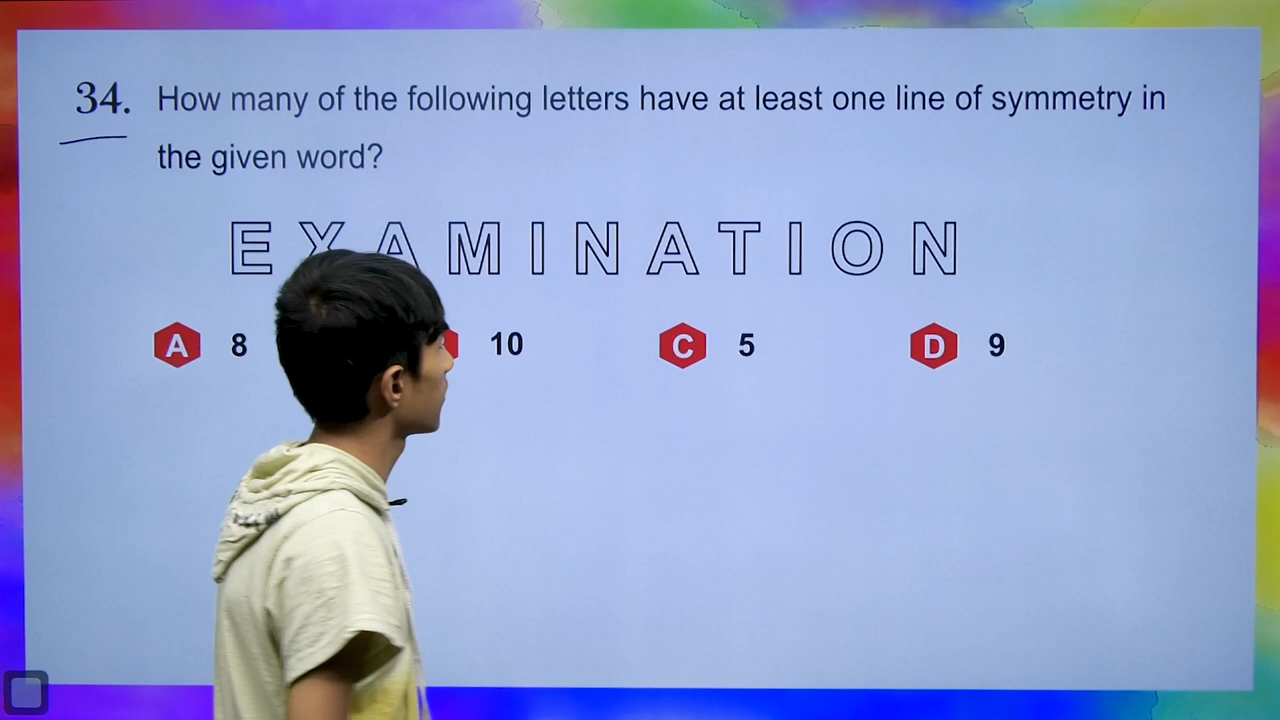 34. How many of the following letters have at least one line of symmetry in
the given word?
E X A M I N A T I O N
A 8 10 C 5 D 9